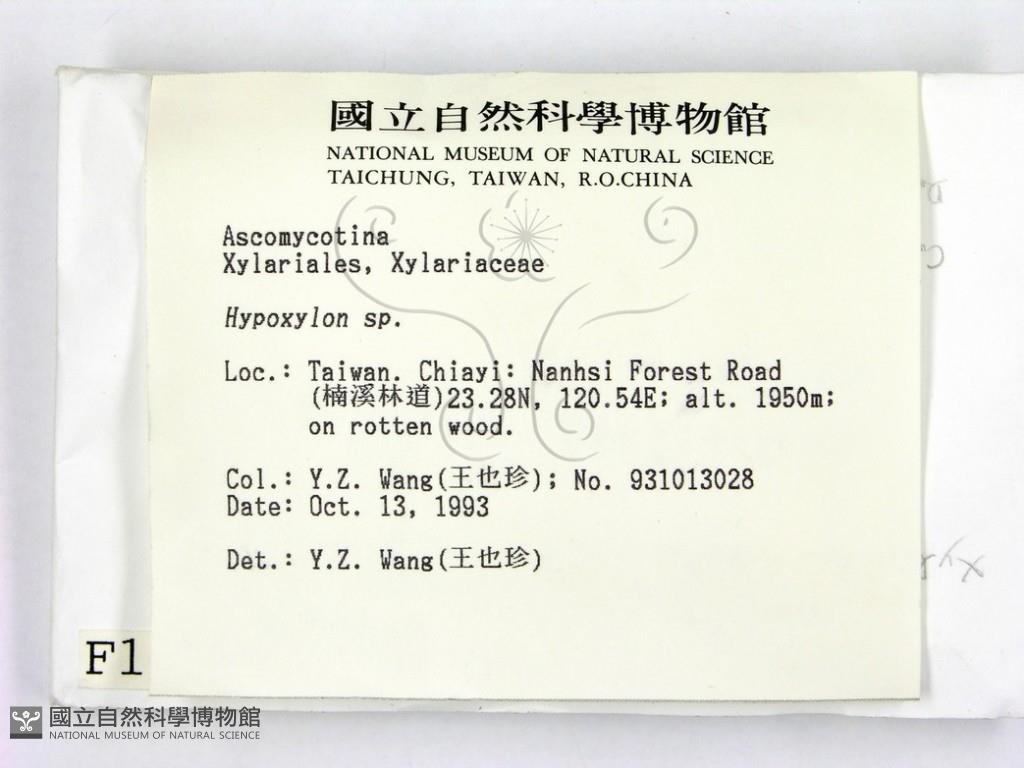 國立自然科學博物館
NATIONAL MUSEUM OF NATURAL SCIENCE
TAICHUNG, TAIWAN, R.O.CHINA
Ascomycotina
Xylariales, Xylariaceae
Hypoxylon sp.
Loc.: Taiwan. Chiayi: Nanhsi Forest Road
(楠溪林道)23.28N, 120.54E; alt. 1950m;
on rotten wood.
Col.: Y.Z. Wang(王也珍); No. 931013028
Date: Oct. 13, 1993
Det.: Y.Z. Wang(王也珍)
F1
國立自然科學博物館
NATIONAL MUSEUM OF NATURAL SCIENCE